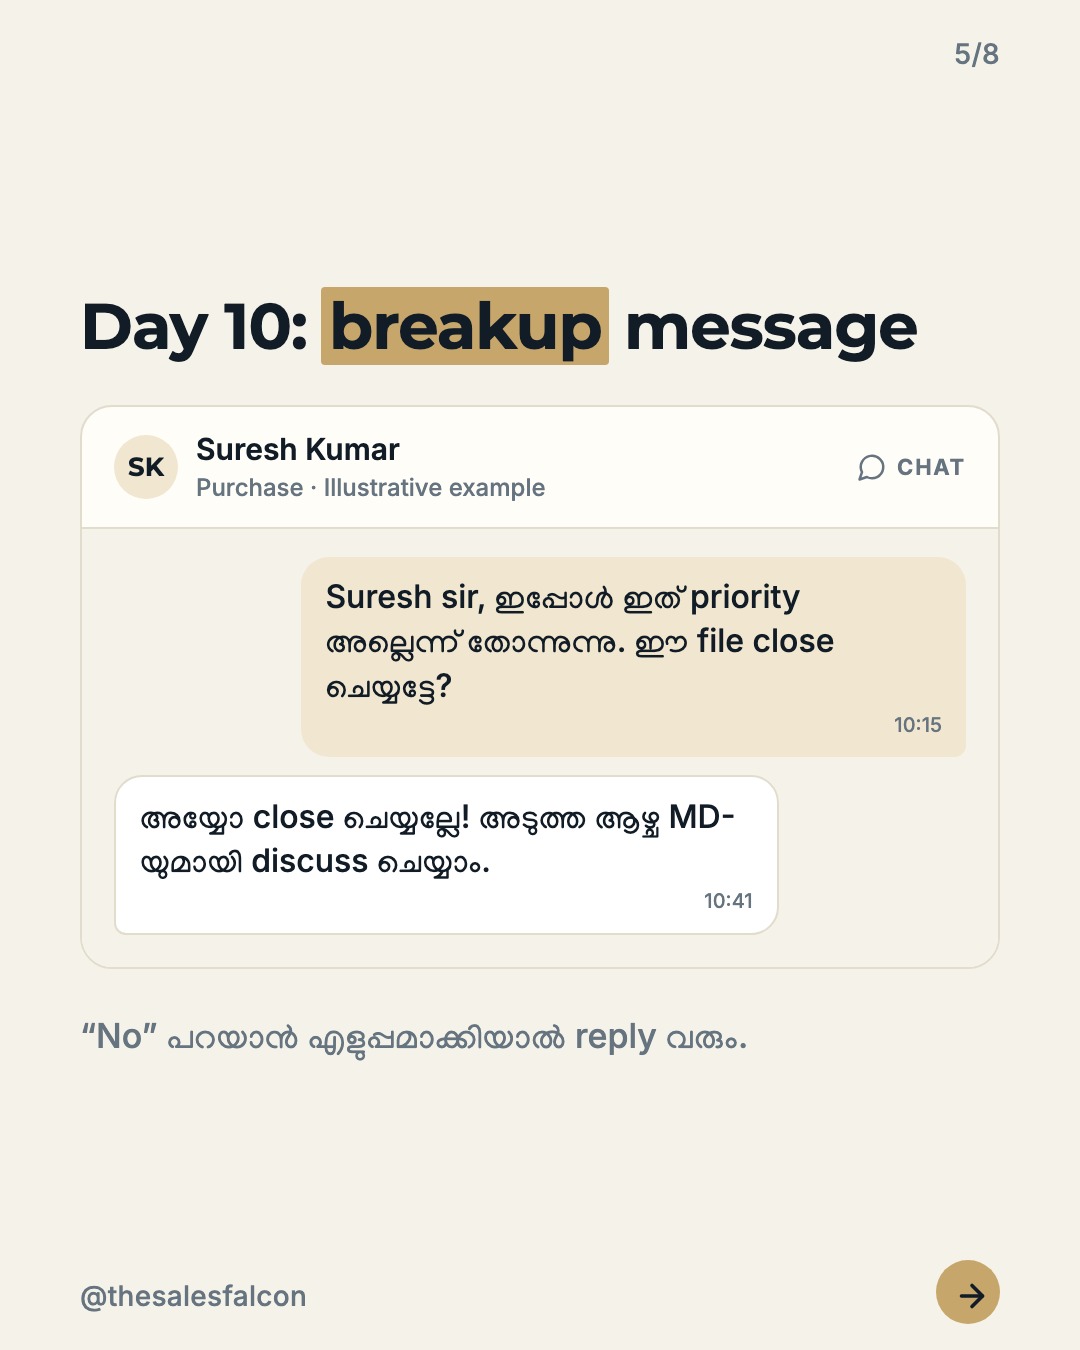 5/8
Day 10: breakup message
SK
Suresh Kumar
Purchase · Illustrative example
CHAT
Suresh sir, ഇപ്പോൾ ഇത് priority
അല്ലെന്ന് തോന്നുന്നു. ഈ file close
ചെയ്യട്ടേ?
10:15
അയ്യോ close ചെയ്യല്ലേ! അടുത്ത ആഴ്ച MD-
യുമായി discuss ചെയ്യാം.
10:41
“No” പറയാൻ എളുപ്പമാക്കിയാൽ reply വരും.
@thesalesfalcon